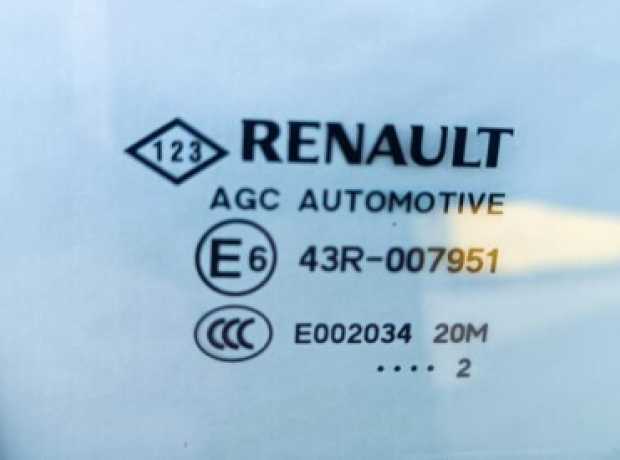 123 RENAULT
AGC AUTOMOTIVE
E6 43R-007951
CCC E002034 20M
.... 2